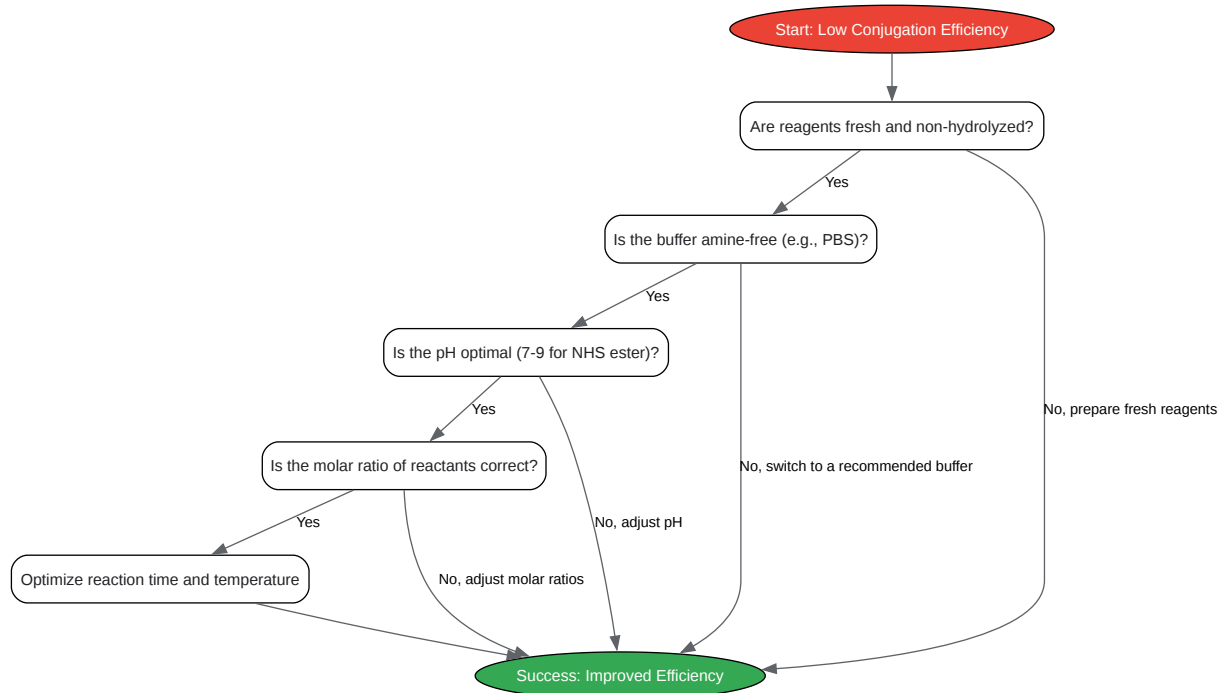 Start: Low Conjugation Efficiency
Are reagents fresh and non-hydrolyzed?
Yes
Is the buffer amine-free (e.g., PBS)?
Yes
Is the pH optimal (7-9 for NHS ester)?
Yes
No, prepare fresh reagents
Is the molar ratio of reactants correct?
No, switch to a recommended buffer
Yes
No, adjust pH
Optimize reaction time and temperature
No, adjust molar ratios
Success: Improved Efficiency